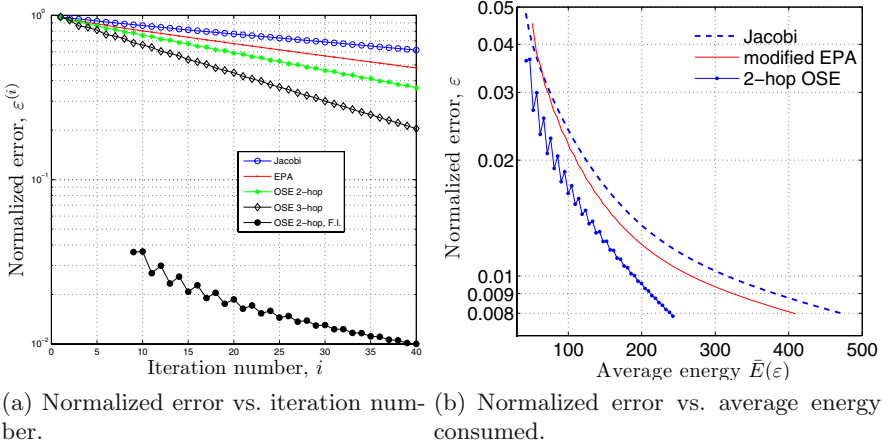 10^0
10^{-1}
10^{-2}
Normalized error, ε^{(i)}
Jacobi
EPA
OSE 2-hop
OSE 3-hop
OSE 2-hop, F.I.
0 5 10 15 20 25 30 35 40
Iteration number, i
(a) Normalized error vs. iteration num-
ber.
0.05
0.04
0.03
0.02
0.01
0.009
0.008
Normalized error, ε
Jacobi
modified EPA
2-hop OSE
100 200 300 400 500
Average energy Ē(ε)
(b) Normalized error vs. average energy
consumed.